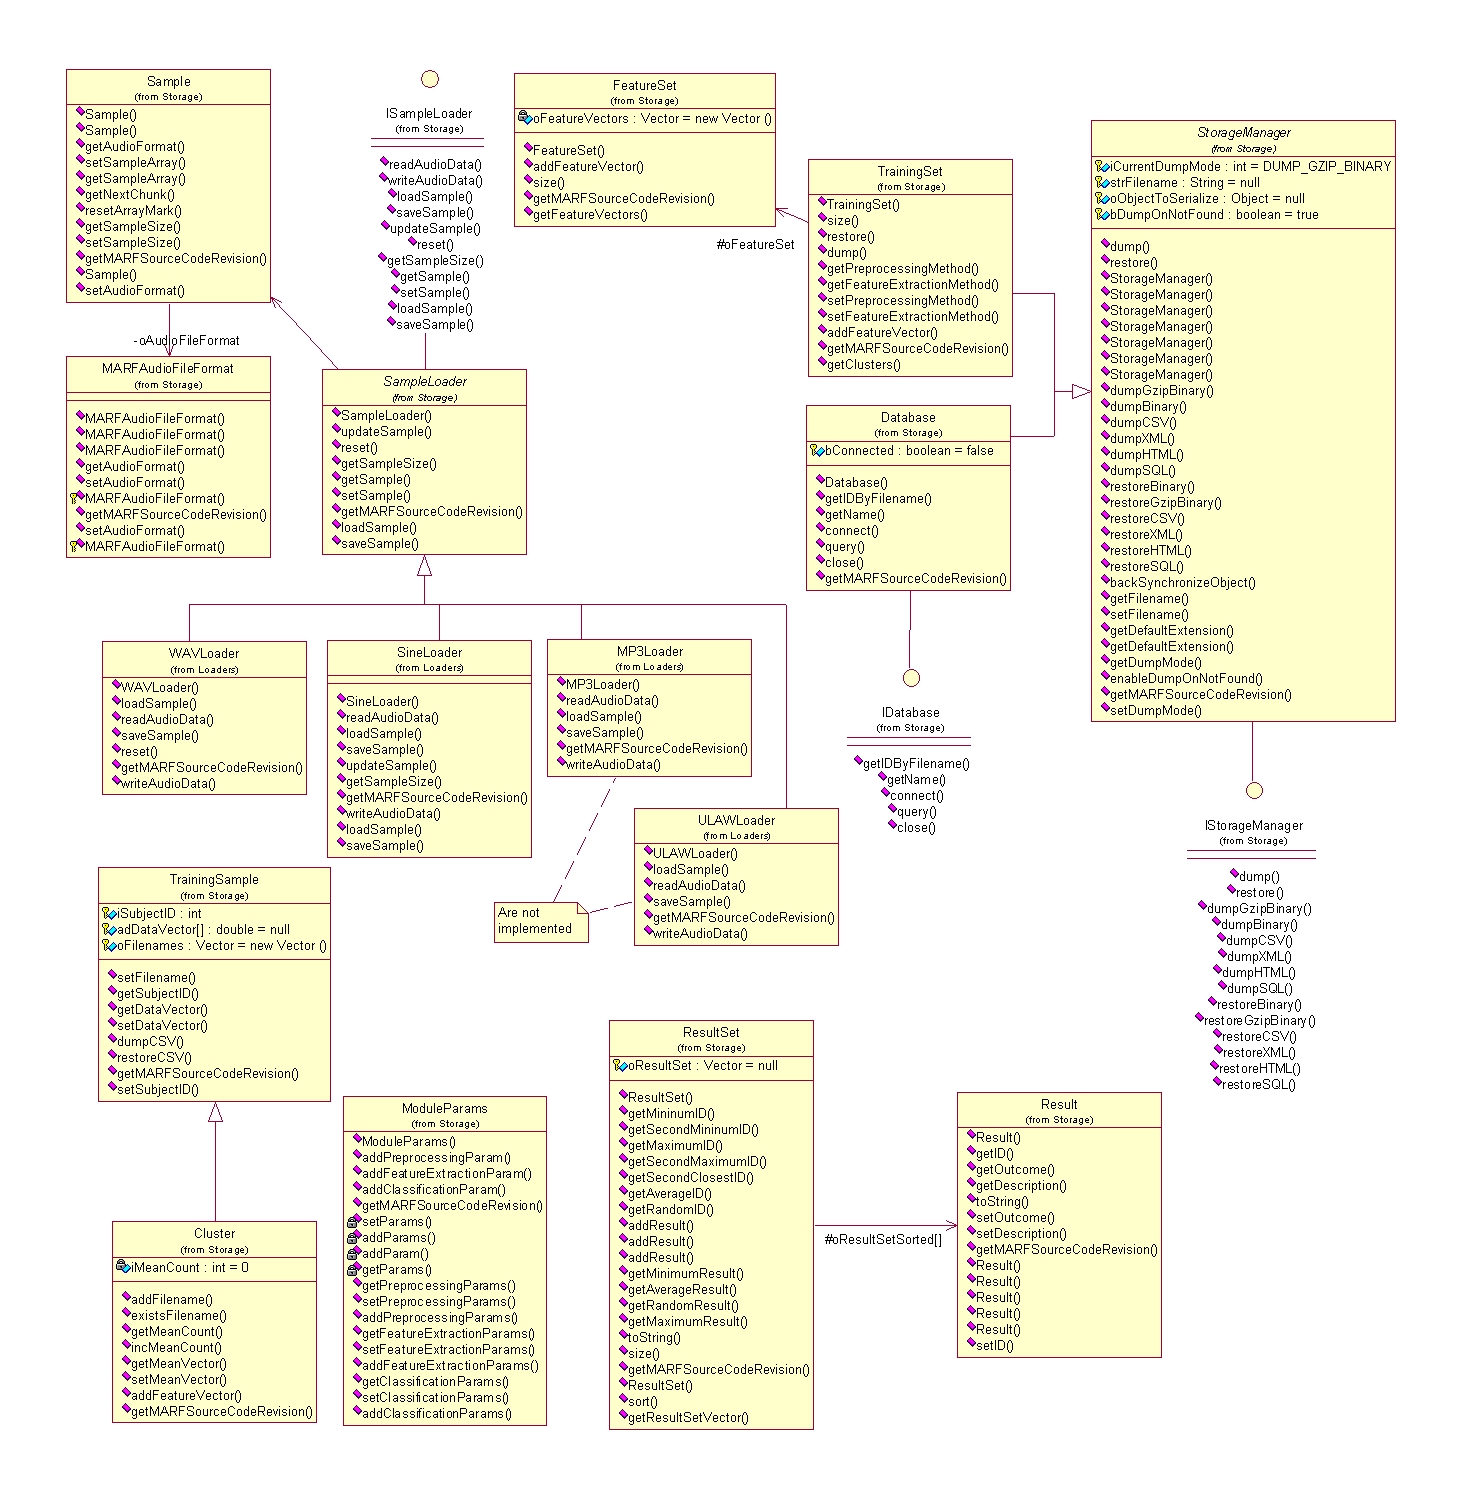 Sample
(from Storage)
Sample()
Sample()
getAudioFormat()
setSampleArray()
getSampleArray()
getNextChunk()
resetArrayMark()
getSampleSize()
setSampleSize()
getMARFSourceCodeRevision()
Sample()
setAudioFormat()
-oAudioFileFormat
MARFAudioFileFormat
(from Storage)
MARFAudioFileFormat()
MARFAudioFileFormat()
MARFAudioFileFormat()
getAudioFormat()
setAudioFormat()
MARFAudioFileFormat()
getMARFSourceCodeRevision()
setAudioFormat()
MARFAudioFileFormat()
ISampleLoader
(from Storage)
readAudioData()
writeAudioData()
loadSample()
saveSample()
updateSample()
reset()
getSampleSize()
getSample()
setSample()
loadSample()
saveSample()
SampleLoader
(from Storage)
SampleLoader()
updateSample()
reset()
getSampleSize()
getSample()
setSample()
getMARFSourceCodeRevision()
loadSample()
saveSample()
FeatureSet
(from Storage)
oFeatureVectors : Vector = new Vector ()
FeatureSet()
addFeatureVector()
size()
getMARFSourceCodeRevision()
getFeatureVectors()
#oFeatureSet
TrainingSet
(from Storage)
TrainingSet()
size()
restore()
dump()
getPreprocessingMethod()
getFeatureExtractionMethod()
setPreprocessingMethod()
setFeatureExtractionMethod()
addFeatureVector()
getMARFSourceCodeRevision()
getClusters()
Database
(from Storage)
bConnected : boolean = false
Database()
getIDByFilename()
getName()
connect()
query()
close()
getMARFSourceCodeRevision()
IDatabase
(from Storage)
getIDByFilename()
getName()
connect()
query()
close()
StorageManager
(from Storage)
iCurrentDumpMode : int = DUMP_GZIP_BINARY
strFilename : String = null
oObjectToSerialize : Object = null
bDumpOnNotFound : boolean = true
dump()
restore()
StorageManager()
StorageManager()
StorageManager()
StorageManager()
StorageManager()
StorageManager()
StorageManager()
dumpGzipBinary()
dumpBinary()
dumpCSV()
dumpXML()
dumpHTML()
dumpSQL()
restoreBinary()
restoreGzipBinary()
restoreCSV()
restoreXML()
restoreHTML()
restoreSQL()
backSynchronizeObject()
getFilename()
setFilename()
getDefaultExtension()
getDefaultExtension()
getDumpMode()
enableDumpOnNotFound()
getMARFSourceCodeRevision()
setDumpMode()
IStorageManager
(from Storage)
dump()
restore()
dumpGzipBinary()
dumpBinary()
dumpCSV()
dumpXML()
dumpHTML()
dumpSQL()
restoreBinary()
restoreGzipBinary()
restoreCSV()
restoreXML()
restoreHTML()
restoreSQL()
WAVLoader
(from Loaders)
WAVLoader()
loadSample()
readAudioData()
saveSample()
reset()
getMARFSourceCodeRevision()
writeAudioData()
SineLoader
(from Loaders)
SineLoader()
readAudioData()
loadSample()
saveSample()
updateSample()
getSampleSize()
getMARFSourceCodeRevision()
writeAudioData()
loadSample()
saveSample()
MP3Loader
(from Loaders)
MP3Loader()
readAudioData()
loadSample()
saveSample()
getMARFSourceCodeRevision()
writeAudioData()
ULAWLoader
(from Loaders)
ULAWLoader()
loadSample()
readAudioData()
saveSample()
getMARFSourceCodeRevision()
writeAudioData()
Are not
implemented
TrainingSample
(from Storage)
iSubjectID : int
adDataVector[] : double = null
oFilenames : Vector = new Vector ()
setFilename()
getSubjectID()
getDataVector()
setDataVector()
dumpCSV()
restoreCSV()
getMARFSourceCodeRevision()
setSubjectID()
Cluster
(from Storage)
iMeanCount : int = 0
addFilename()
existsFilename()
getMeanCount()
incMeanCount()
getMeanVector()
setMeanVector()
addFeatureVector()
getMARFSourceCodeRevision()
ModuleParams
(from Storage)
ModuleParams()
addPreprocessingParam()
addFeatureExtractionParam()
addClassificationParam()
getMARFSourceCodeRevision()
setParams()
addParams()
addParam()
getParams()
getPreprocessingParams()
setPreprocessingParams()
addPreprocessingParams()
getFeatureExtractionParams()
setFeatureExtractionParams()
addFeatureExtractionParams()
getClassificationParams()
setClassificationParams()
addClassificationParams()
ResultSet
(from Storage)
oResultSet : Vector = null
ResultSet()
getMininumID()
getSecondMininumID()
getMaximumID()
getSecondMaximumID()
getSecondClosestID()
getAverageID()
getRandomID()
addResult()
addResult()
addResult()
getMinimumResult()
getAverageResult()
getRandomResult()
getMaximumResult()
toString()
size()
getMARFSourceCodeRevision()
ResultSet()
sort()
getResultSetVector()
#oResultSetSorted[]
Result
(from Storage)
Result()
getID()
getOutcome()
getDescription()
toString()
setOutcome()
setDescription()
getMARFSourceCodeRevision()
Result()
Result()
Result()
Result()
Result()
setID()